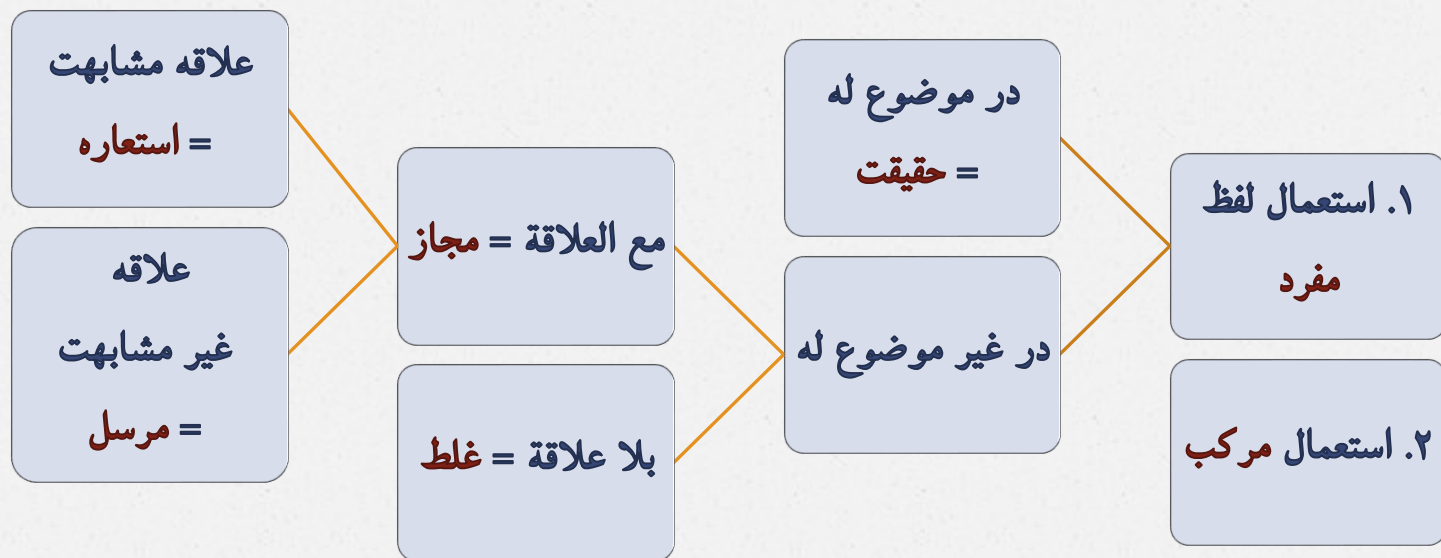 ۱. استعمال لفظ
مفرد
۲. استعمال مرکب
در موضوع له
= حقیقت
در غیر موضوع له
مع العلاقة = مجاز
بلا علاقة = غلط
علاقه مشابهت
= استعاره
علاقه
غیر مشابهت
= مرسل